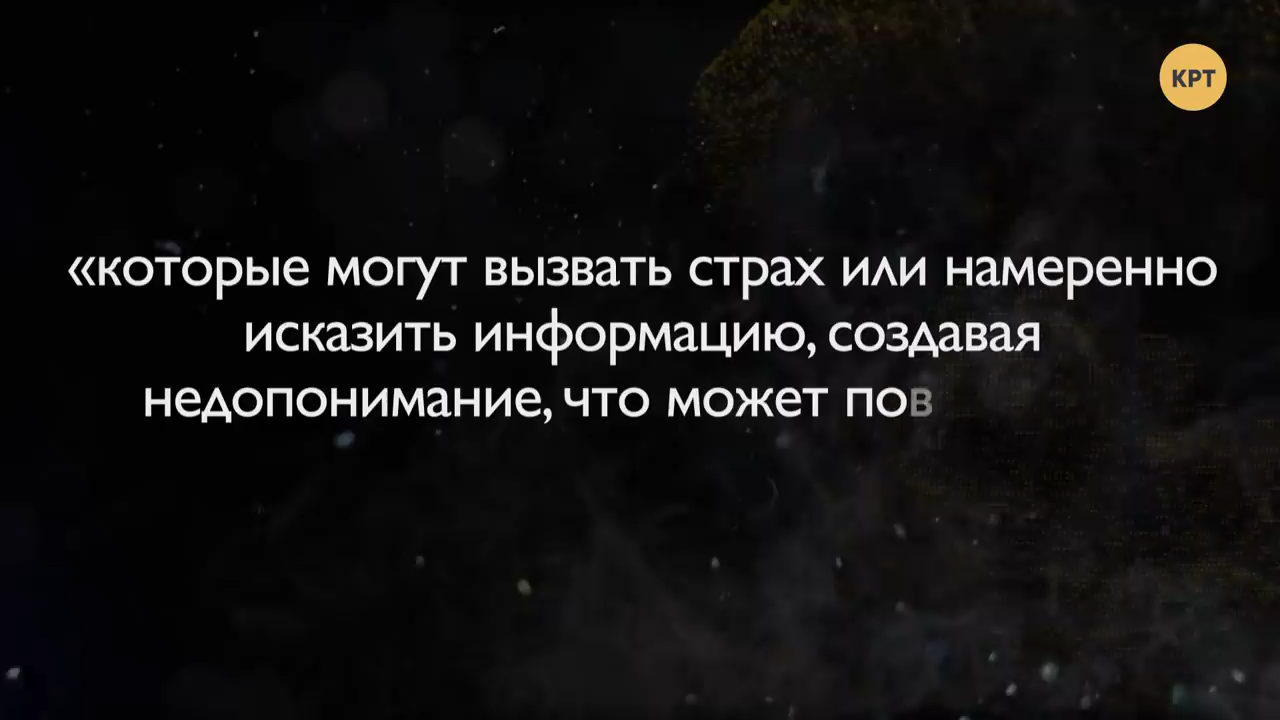 КРТ
«которые могут вызвать страх или намеренно
исказить информацию, создавая
недопонимание, что может пов